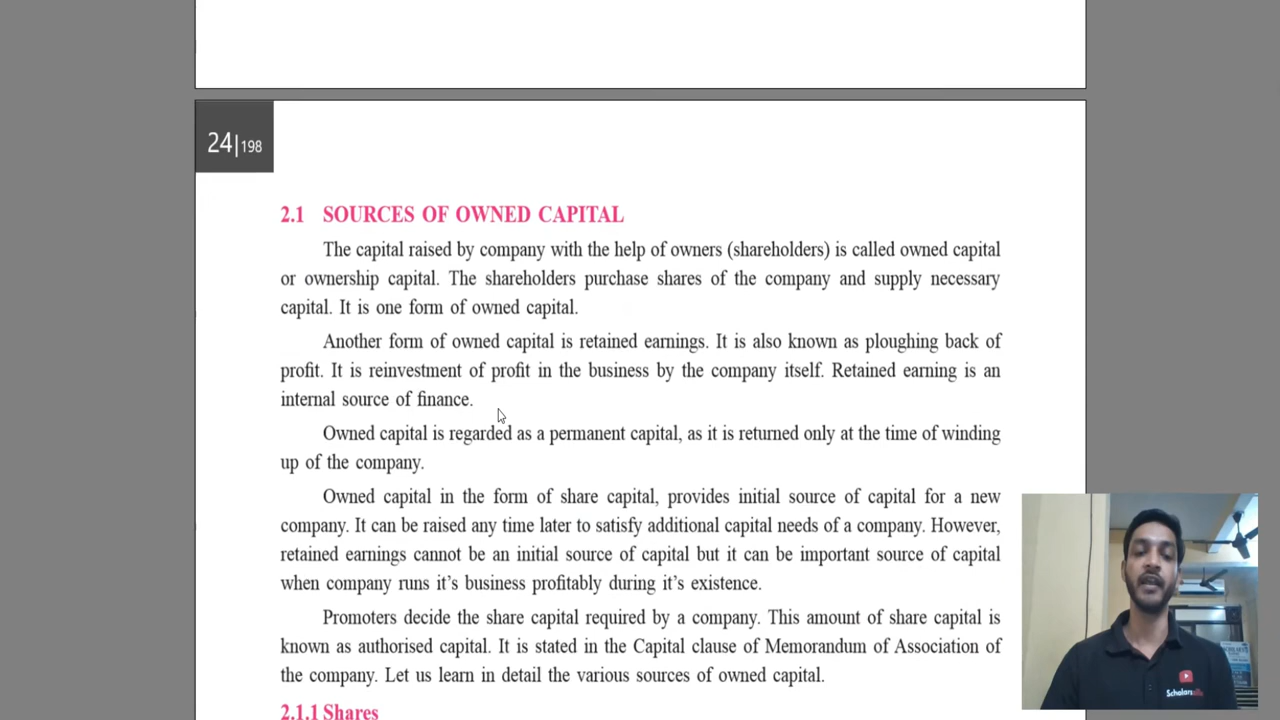 24|198
2.1 SOURCES OF OWNED CAPITAL
The capital raised by company with the help of owners (shareholders) is called owned capital
or ownership capital. The shareholders purchase shares of the company and supply necessary
capital. It is one form of owned capital.
Another form of owned capital is retained earnings. It is also known as ploughing back of
profit. It is reinvestment of profit in the business by the company itself. Retained earning is an
internal source of finance.
Owned capital is regarded as a permanent capital, as it is returned only at the time of winding
up of the company.
Owned capital in the form of share capital, provides initial source of capital for a new
company. It can be raised any time later to satisfy additional capital needs of a company. However,
retained earnings cannot be an initial source of capital but it can be important source of capital
when company runs it's business profitably during it's existence.
Promoters decide the share capital required by a company. This amount of share capital is
known as authorised capital. It is stated in the Capital clause of Memorandum of Association of
the company. Let us learn in detail the various sources of owned capital.
2.1.1 Shares